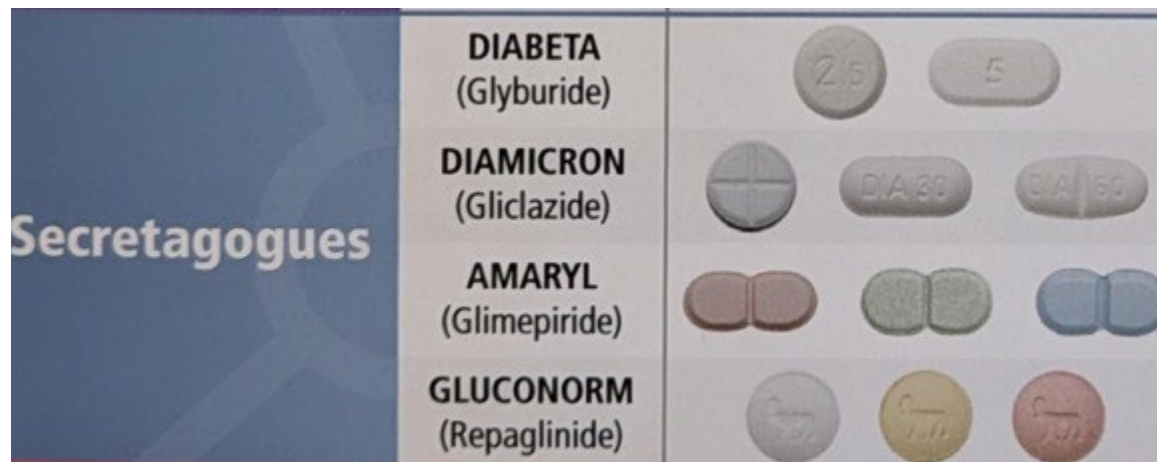 Secretagogues
DIABETA
(Glyburide)
2 5
5
DIAMICRON
(Gliclazide)
DIA 30
DIA 60
AMARYL
(Glimepiride)
GLUCONORM
(Repaglinide)